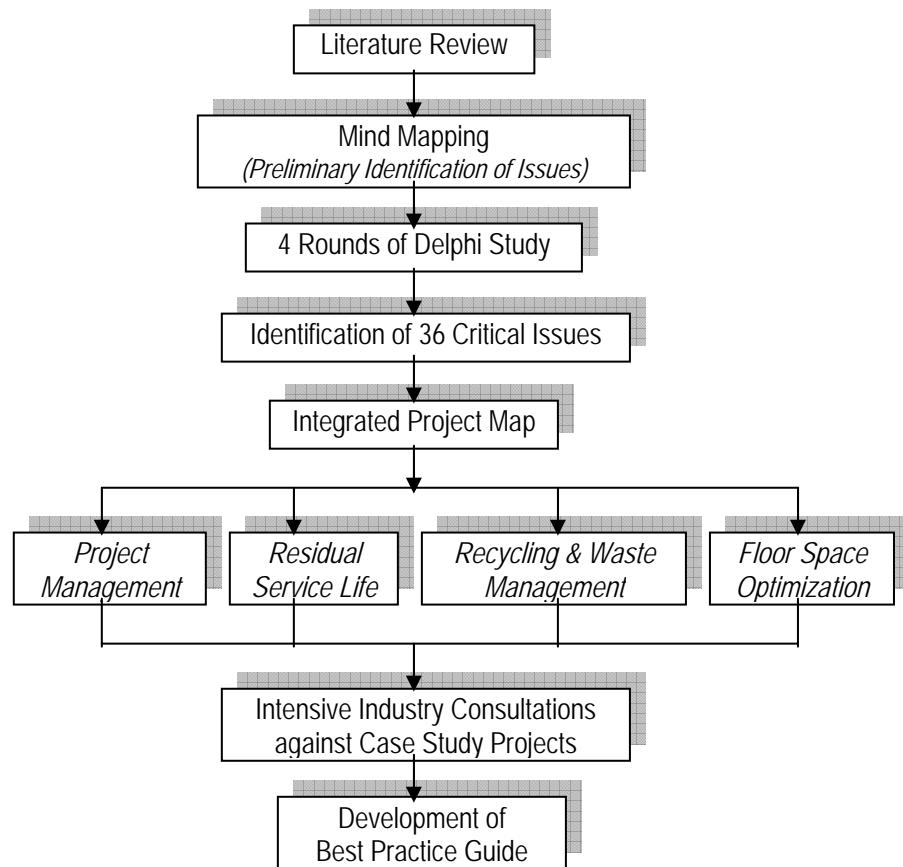 Literature Review
Mind Mapping
(Preliminary Identification of Issues)
4 Rounds of Delphi Study
Identification of 36 Critical Issues
Integrated Project Map
Project
Management
Residual
Service Life
Recycling & Waste
Management
Floor Space
Optimization
Intensive Industry Consultations
against Case Study Projects
Development of
Best Practice Guide